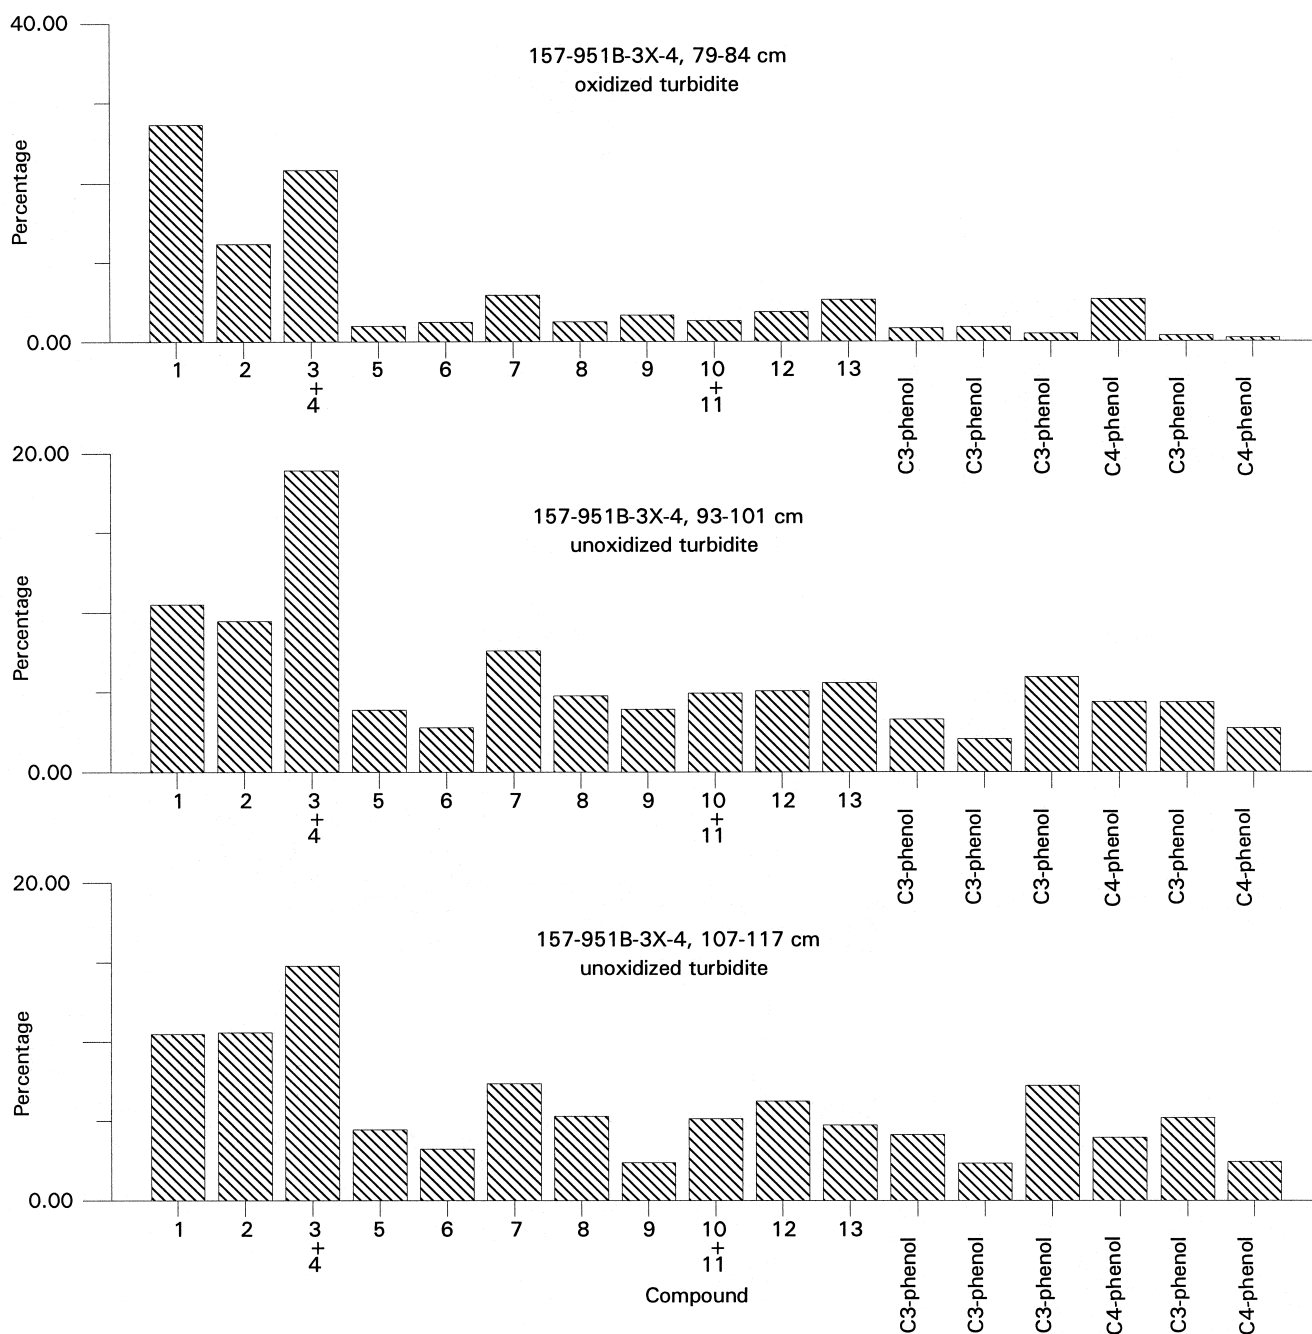 40.00
157-951B-3X-4, 79-84 cm
oxidized turbidite
Percentage
0.00
1 2 3 5 6 7 8 9 10 12 13
+ +
4 11
C3-phenol C3-phenol C3-phenol C4-phenol C3-phenol C4-phenol
20.00
157-951B-3X-4, 93-101 cm
unoxidized turbidite
Percentage
0.00
1 2 3 5 6 7 8 9 10 12 13
+ +
4 11
C3-phenol C3-phenol C3-phenol C4-phenol C3-phenol C4-phenol
20.00
157-951B-3X-4, 107-117 cm
unoxidized turbidite
Percentage
0.00
1 2 3 5 6 7 8 9 10 12 13
+ +
4 11
C3-phenol C3-phenol C3-phenol C4-phenol C3-phenol C4-phenol
Compound